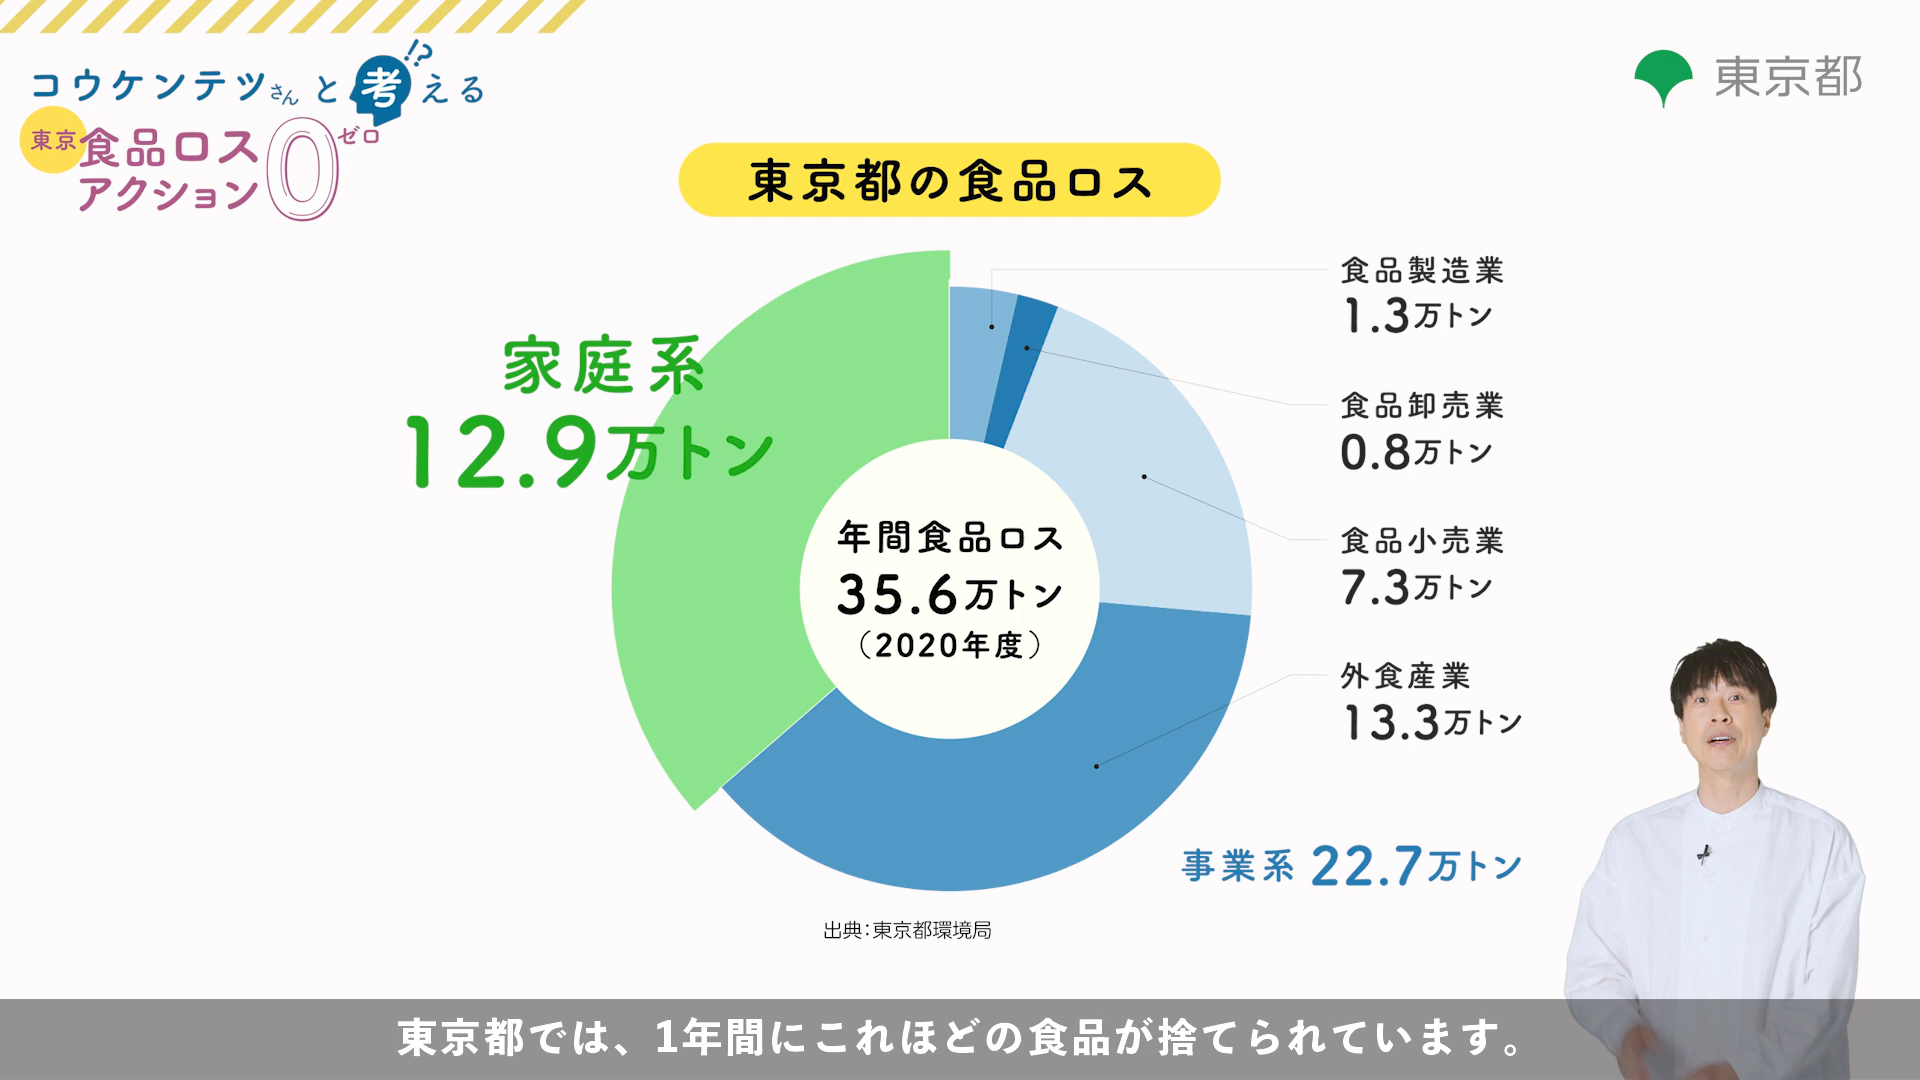 コウケンテツさんと考える!?
東京食品ロス
アクション0ゼロ
東京都
東京都の食品ロス
家庭系
12.9万トン
食品製造業
1.3万トン
食品卸売業
0.8万トン
食品小売業
7.3万トン
外食産業
13.3万トン
年間食品ロス
35.6万トン
（2020年度）
事業系 22.7万トン
出典：東京都環境局
東京都では、1年間にこれほどの食品が捨てられています。